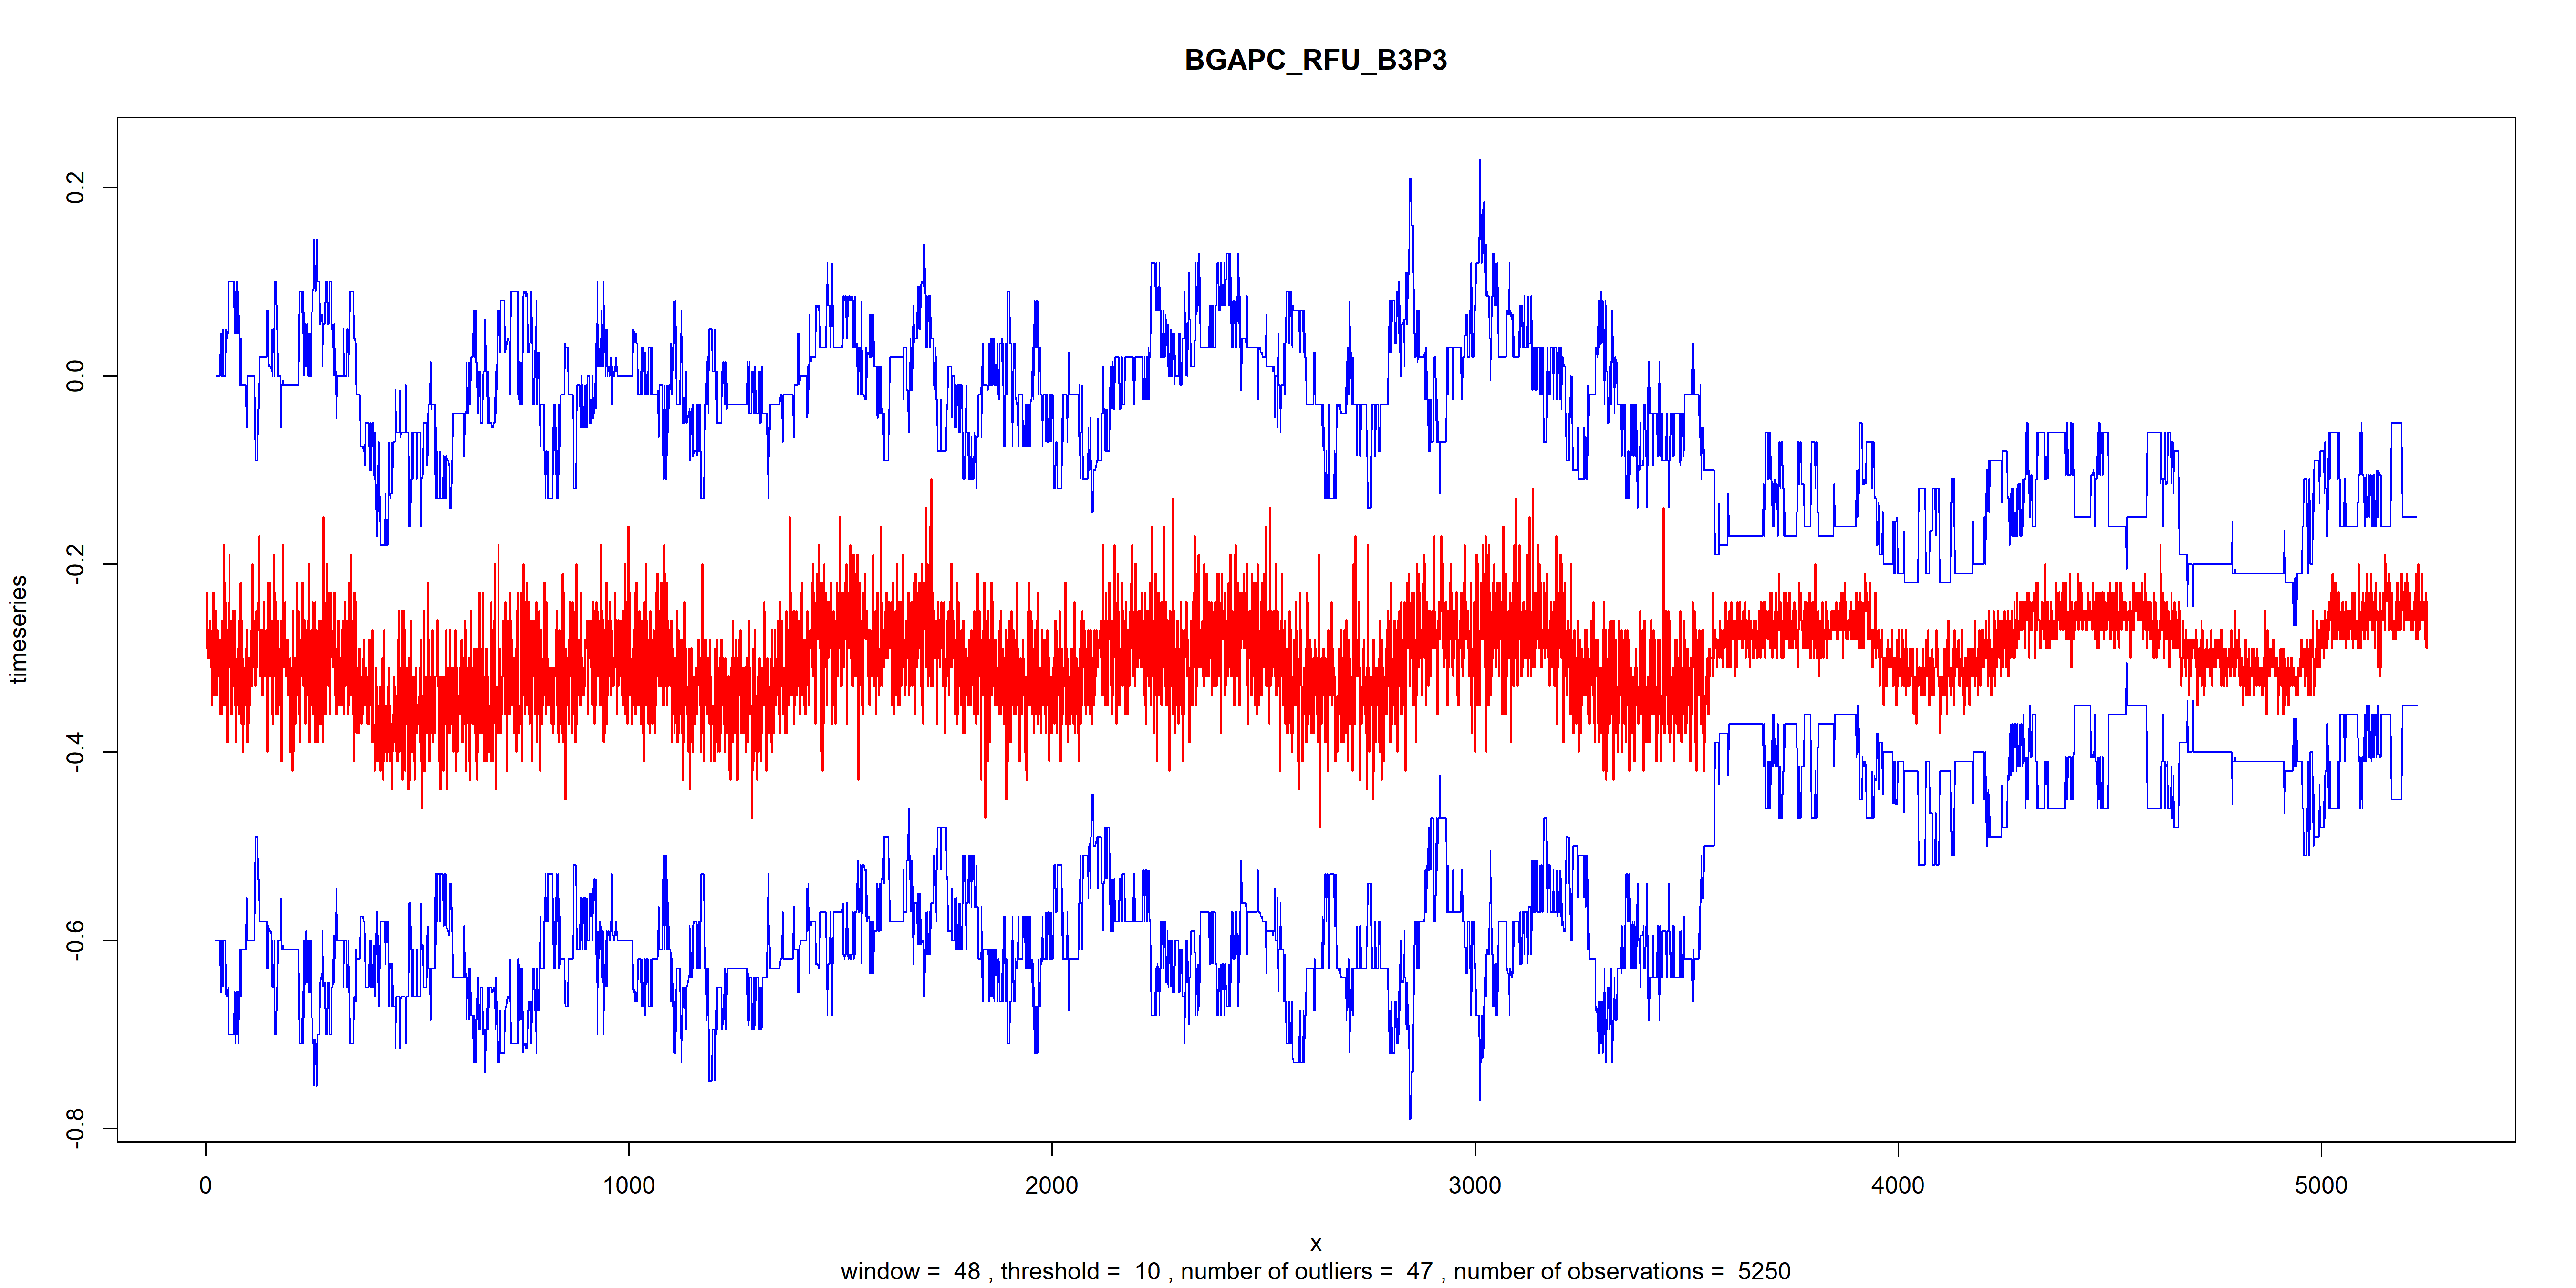 BGAPC_RFU_B3P3
timeseries
0.2
0.0
-0.2
-0.4
-0.6
-0.8
0 1000 2000 3000 4000 5000
x
window = 48 , threshold = 10 , number of outliers = 47 , number of observations = 5250